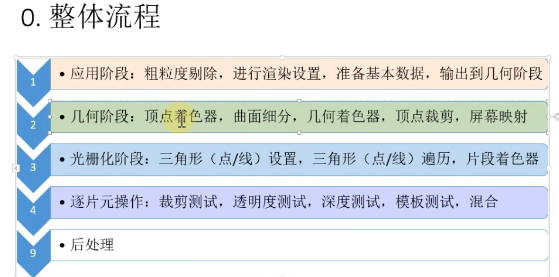 0. 整体流程
1
• 应用阶段：粗粒度剔除，进行渲染设置，准备基本数据，输出到几何阶段
2
• 几何阶段：顶点着色器，曲面细分，几何着色器，顶点裁剪，屏幕映射
3
• 光栅化阶段：三角形（点/线）设置，三角形（点/线）遍历，片段着色器
4
• 逐片元操作：裁剪测试，透明度测试，深度测试，模板测试，混合
9
• 后处理